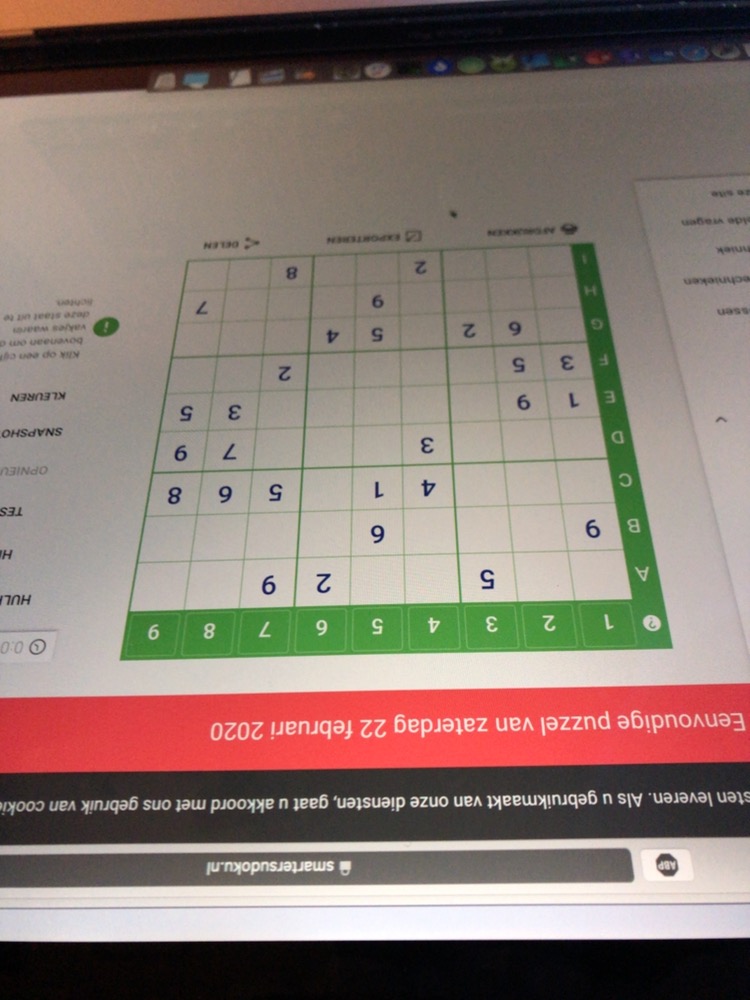 ABP smartersudoku.nl
sten leveren. Als u gebruikmaakt van onze diensten, gaat u akkoord met ons gebruik van cookie
Eenvoudige puzzel van zaterdag 22 februari 2020
0:0
? 1 2 3 4 5 6 7 8 9
A 5 2 9
B 9 6
C 4 1 5 6 8
D 3 7 9
E 1 9 3 5
F 3 5 2
G 6 2 5 4
H 9 7
I 2 8
AFDRUKKEN EXPORTEREN DELEN
HULP
TES
OPNIEU
SNAPSHO
KLEUREN
Klik op een cijf
bovenaan om d
vakjes waarin
deze staat uit te
lichten.
ssen
echnieken
hniek
elde vragen
ze site